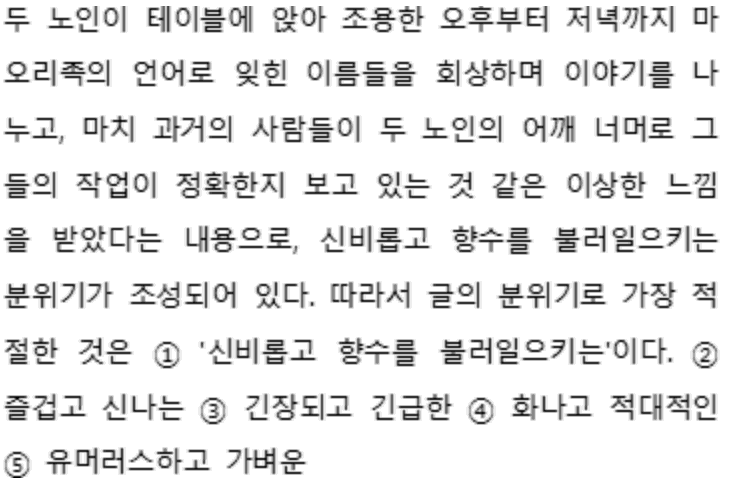 두 노인이 테이블에 앉아 조용한 오후부터 저녁까지 마
오리족의 언어로 잊힌 이름들을 회상하며 이야기를 나
누고, 마치 과거의 사람들이 두 노인의 어깨 너머로 그
들의 작업이 정확한지 보고 있는 것 같은 이상한 느낌
을 받았다는 내용으로, 신비롭고 향수를 불러일으키는
분위기가 조성되어 있다. 따라서 글의 분위기로 가장 적
절한 것은 ① '신비롭고 향수를 불러일으키는'이다. ②
즐겁고 신나는 ③ 긴장되고 긴급한 ④ 화나고 적대적인
⑤ 유머러스하고 가벼운